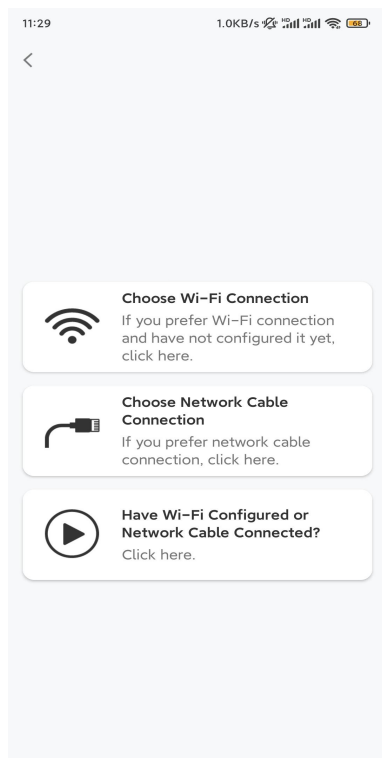 11:29
1.0KB/s HD HD 68
Choose Wi-Fi Connection
If you prefer Wi-Fi connection
and have not configured it yet,
click here.
Choose Network Cable
Connection
If you prefer network cable
connection, click here.
Have Wi-Fi Configured or
Network Cable Connected?
Click here.